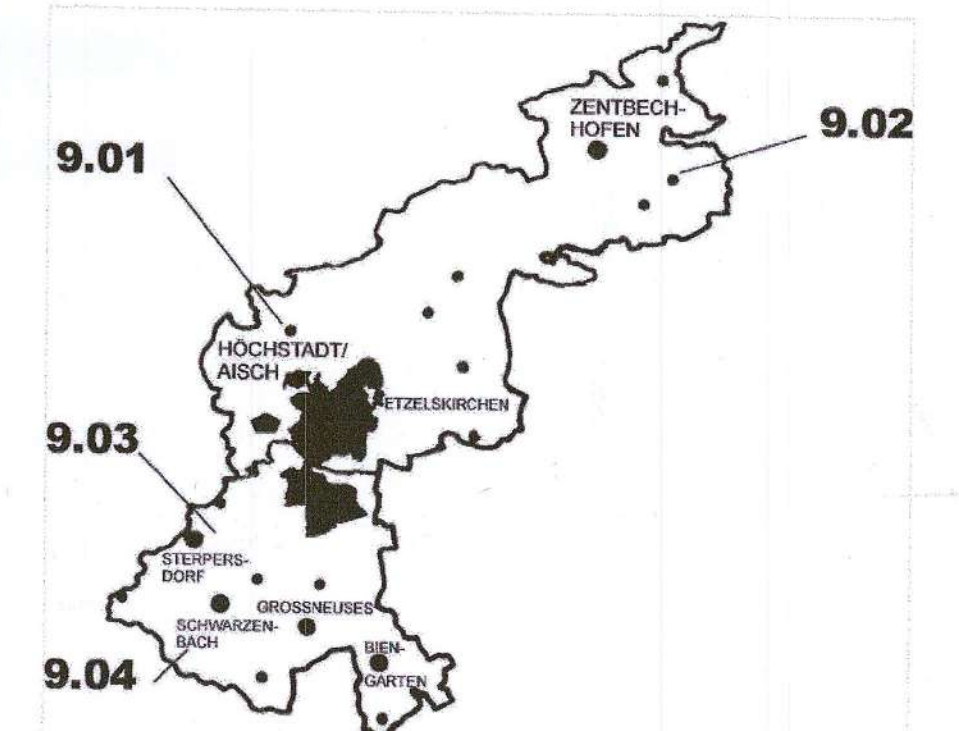 ZENTBECH-
HOFEN
9.02
9.01
HÖCHSTADT/
AISCH
ETZELSKIRCHEN
9.03
STERPERS-
DORF
GROSSNEUSES
SCHWARZEN-
BACH
BIEN-
GARTEN
9.04